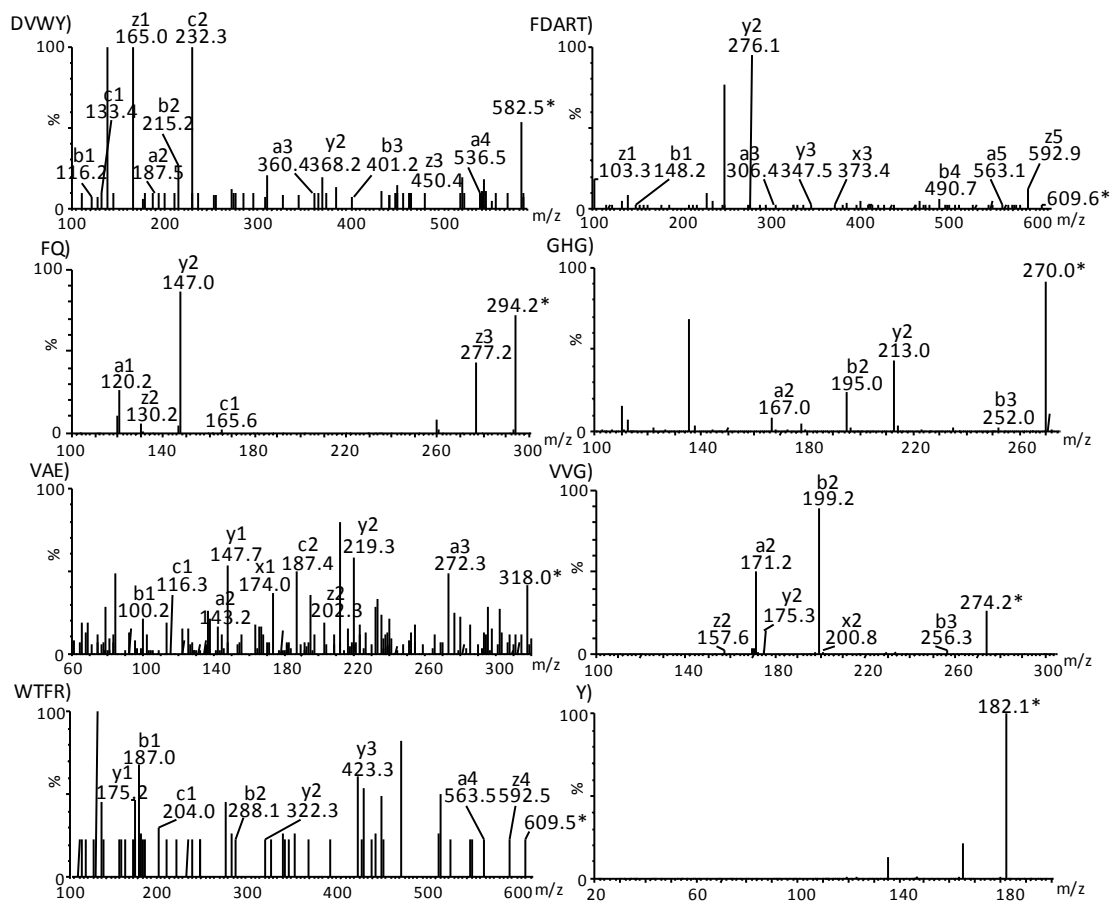 DVWY)
100
%
0
z1
165.0
c2
232.3
c1
133.4
b2
215.2
b1
116.2
a2
187.5
a3
360.4
y2
368.2
b3
401.2
z3
450.4
a4
536.5
582.5*
100 200 300 400 500 m/z
FDART)
100
%
0
y2
276.1
z1
103.3
b1
148.2
a3
306.4
y3
347.5
x3
373.4
b4
490.7
a5
563.1
z5
592.9
609.6*
100 200 300 400 500 600 m/z
FQ)
100
%
0
y2
147.0
a1
120.2
z2
130.2
c1
165.6
z3
277.2
294.2*
100 140 180 220 260 300 m/z
GHG)
100
%
0
a2
167.0
b2
195.0
y2
213.0
b3
252.0
270.0*
100 140 180 220 260 m/z
VAE)
100
%
0
b1
100.2
c1
116.3
a2
143.2
y1
147.7
x1
174.0
c2
187.4
z2
202.3
y2
219.3
a3
272.3
318.0*
60 100 140 180 220 260 300 m/z
VVG)
100
%
0
z2
157.6
a2
171.2
y2
175.3
b2
199.2
x2
200.8
b3
256.3
274.2*
100 140 180 220 260 300 m/z
WTFR)
100
%
0
y1
175.2
b1
187.0
c1
204.0
b2
288.1
y2
322.3
y3
423.3
a4
563.5
z4
592.5
609.5*
100 200 300 400 500 600 m/z
Y)
100
%
0
182.1*
20 60 100 140 180 m/z